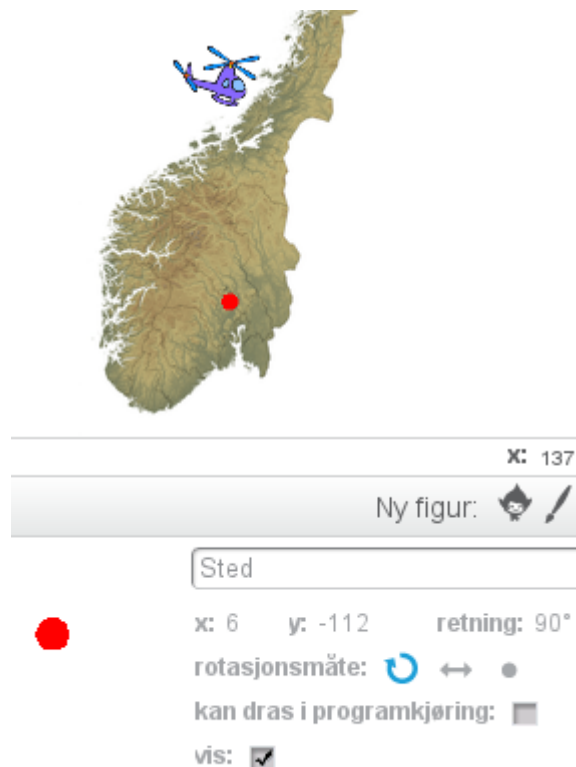 x: 137
Ny figur:
Sted
x: 6 y: -112 retning: 90°
rotasjonsmåte:
kan dras i programkjøring:
vis: